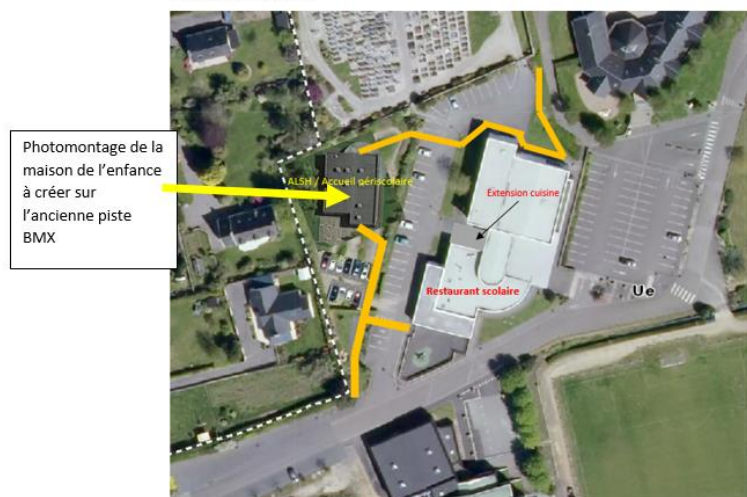 Photomontage de la
maison de l'enfance
à créer sur
l'ancienne piste
BMX
ALSH / Accueil périscolaire
Extension cuisine
Restaurant scolaire
Ue